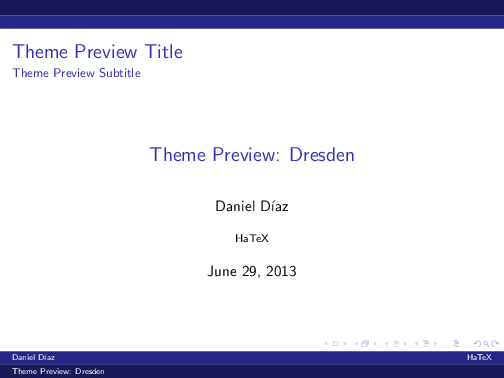 Theme Preview Title
Theme Preview Subtitle
Theme Preview: Dresden
Daniel Díaz
HaTeX
June 29, 2013
Daniel Díaz HaTeX
Theme Preview: Dresden